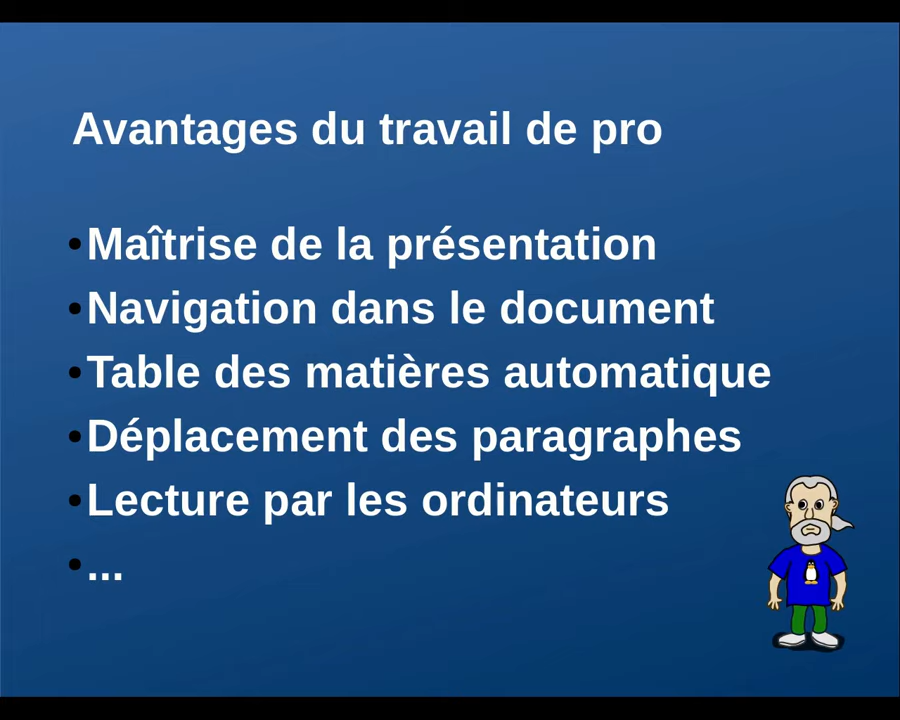 Avantages du travail de pro
•Maîtrise de la présentation
•Navigation dans le document
•Table des matières automatique
•Déplacement des paragraphes
•Lecture par les ordinateurs
•...